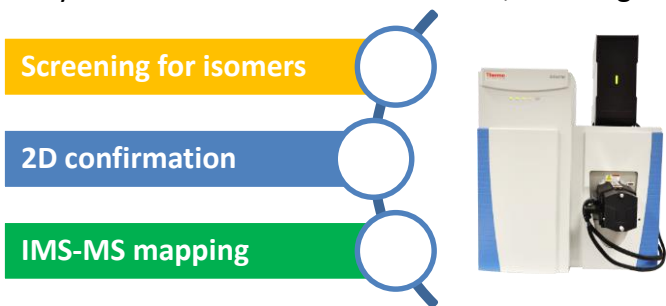 Screening for isomers
2D confirmation
IMS-MS mapping
Thermo